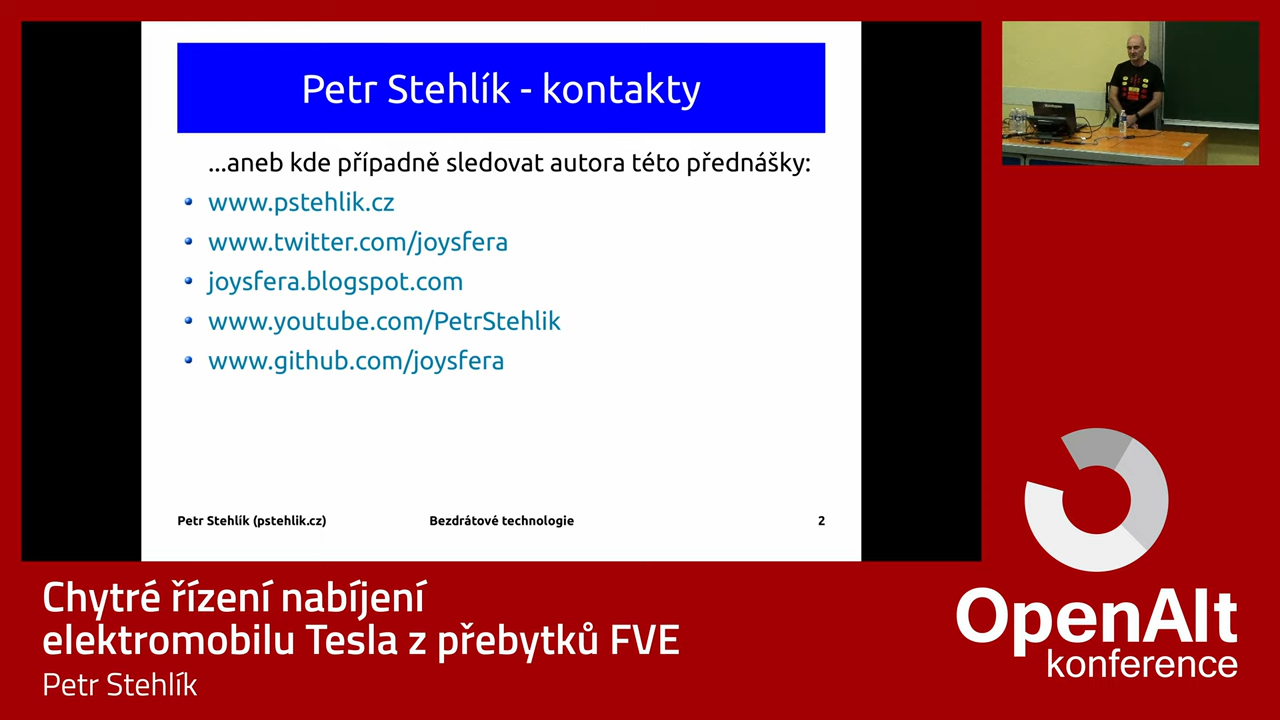 Petr Stehlík - kontakty
...aneb kde případně sledovat autora této přednášky:
www.pstehlik.cz
www.twitter.com/joysfera
joysfera.blogspot.com
www.youtube.com/PetrStehlik
www.github.com/joysfera
Petr Stehlík (pstehlik.cz)
Bezdrátové technologie
2
Chytré řízení nabíjení
elektromobilu Tesla z přebytků FVE
Petr Stehlík
OpenAlt
konference